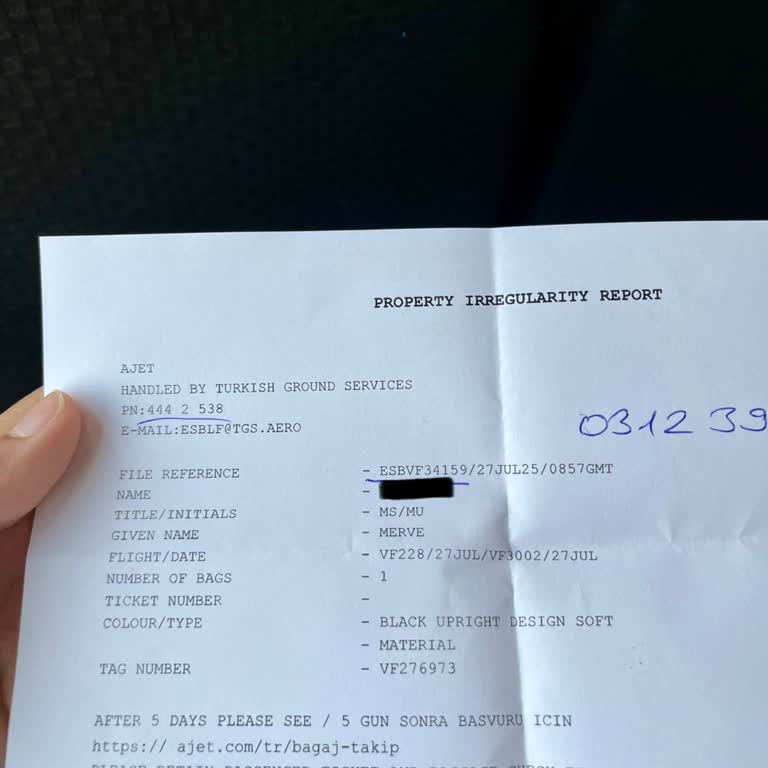 PROPERTY IRREGULARITY REPORT
AJET
HANDLED BY TURKISH GROUND SERVICES
PN:444 2 538
E-MAIL:ESBLF@TGS.AERO
0312 39
FILE REFERENCE - ESBVF34159/27JUL25/0857GMT
NAME -
TITLE/INITIALS - MS/MU
GIVEN NAME - MERVE
FLIGHT/DATE - VF228/27JUL/VF3002/27JUL
NUMBER OF BAGS - 1
TICKET NUMBER -
COLOUR/TYPE - BLACK UPRIGHT DESIGN SOFT
- MATERIAL
TAG NUMBER - VF276973
AFTER 5 DAYS PLEASE SEE / 5 GUN SONRA BASVURU ICIN
https:// ajet.com/tr/bagaj-takip